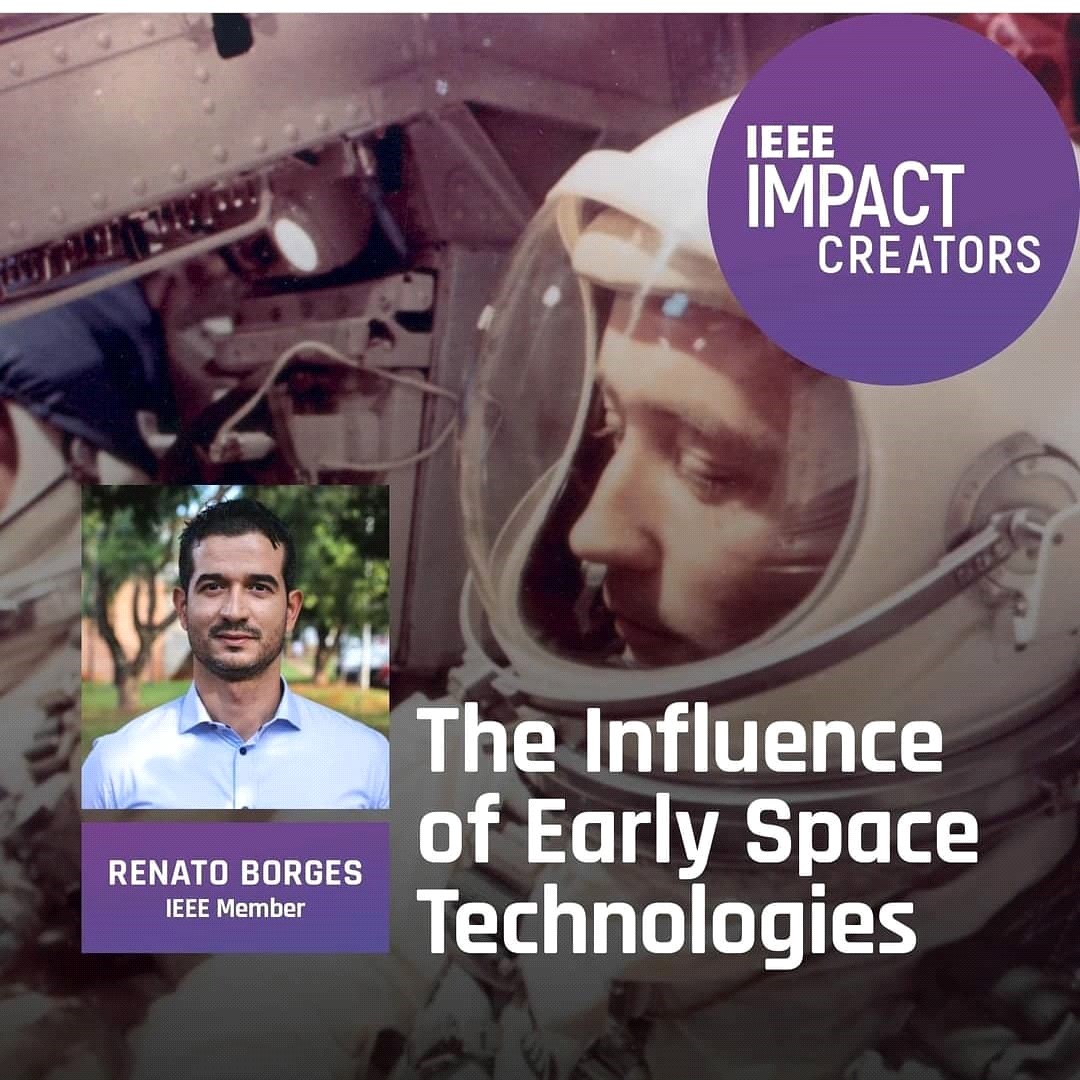 IEEE
IMPACT
CREATORS
RENATO BORGES
IEEE Member
The Influence
of Early Space
Technologies